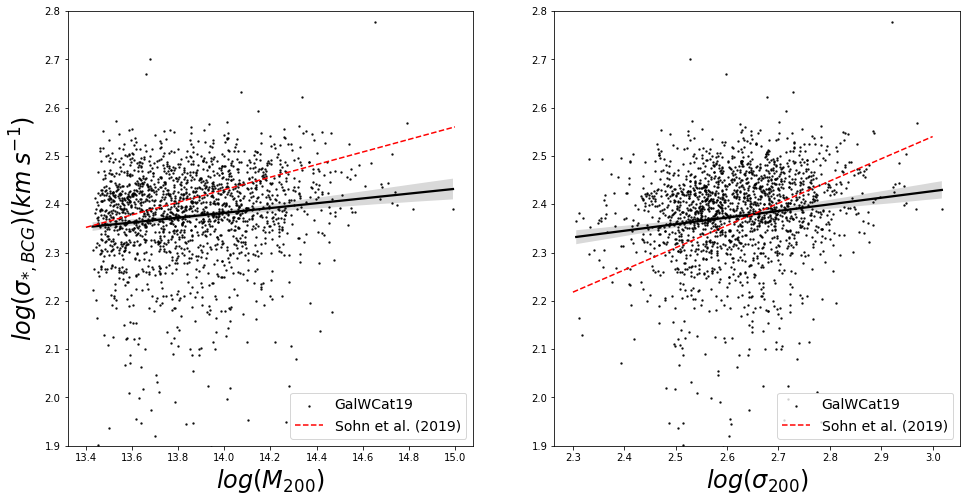 2.8
2.7
2.6
2.5
2.4
2.3
2.2
2.1
2.0
1.9
log(σ*,BCG)(km s−1)
13.4 13.6 13.8 14.0 14.2 14.4 14.6 14.8 15.0
log(M200)
GalWCat19
Sohn et al. (2019)
2.8
2.7
2.6
2.5
2.4
2.3
2.2
2.1
2.0
1.9
2.3 2.4 2.5 2.6 2.7 2.8 2.9 3.0
log(σ200)
GalWCat19
Sohn et al. (2019)